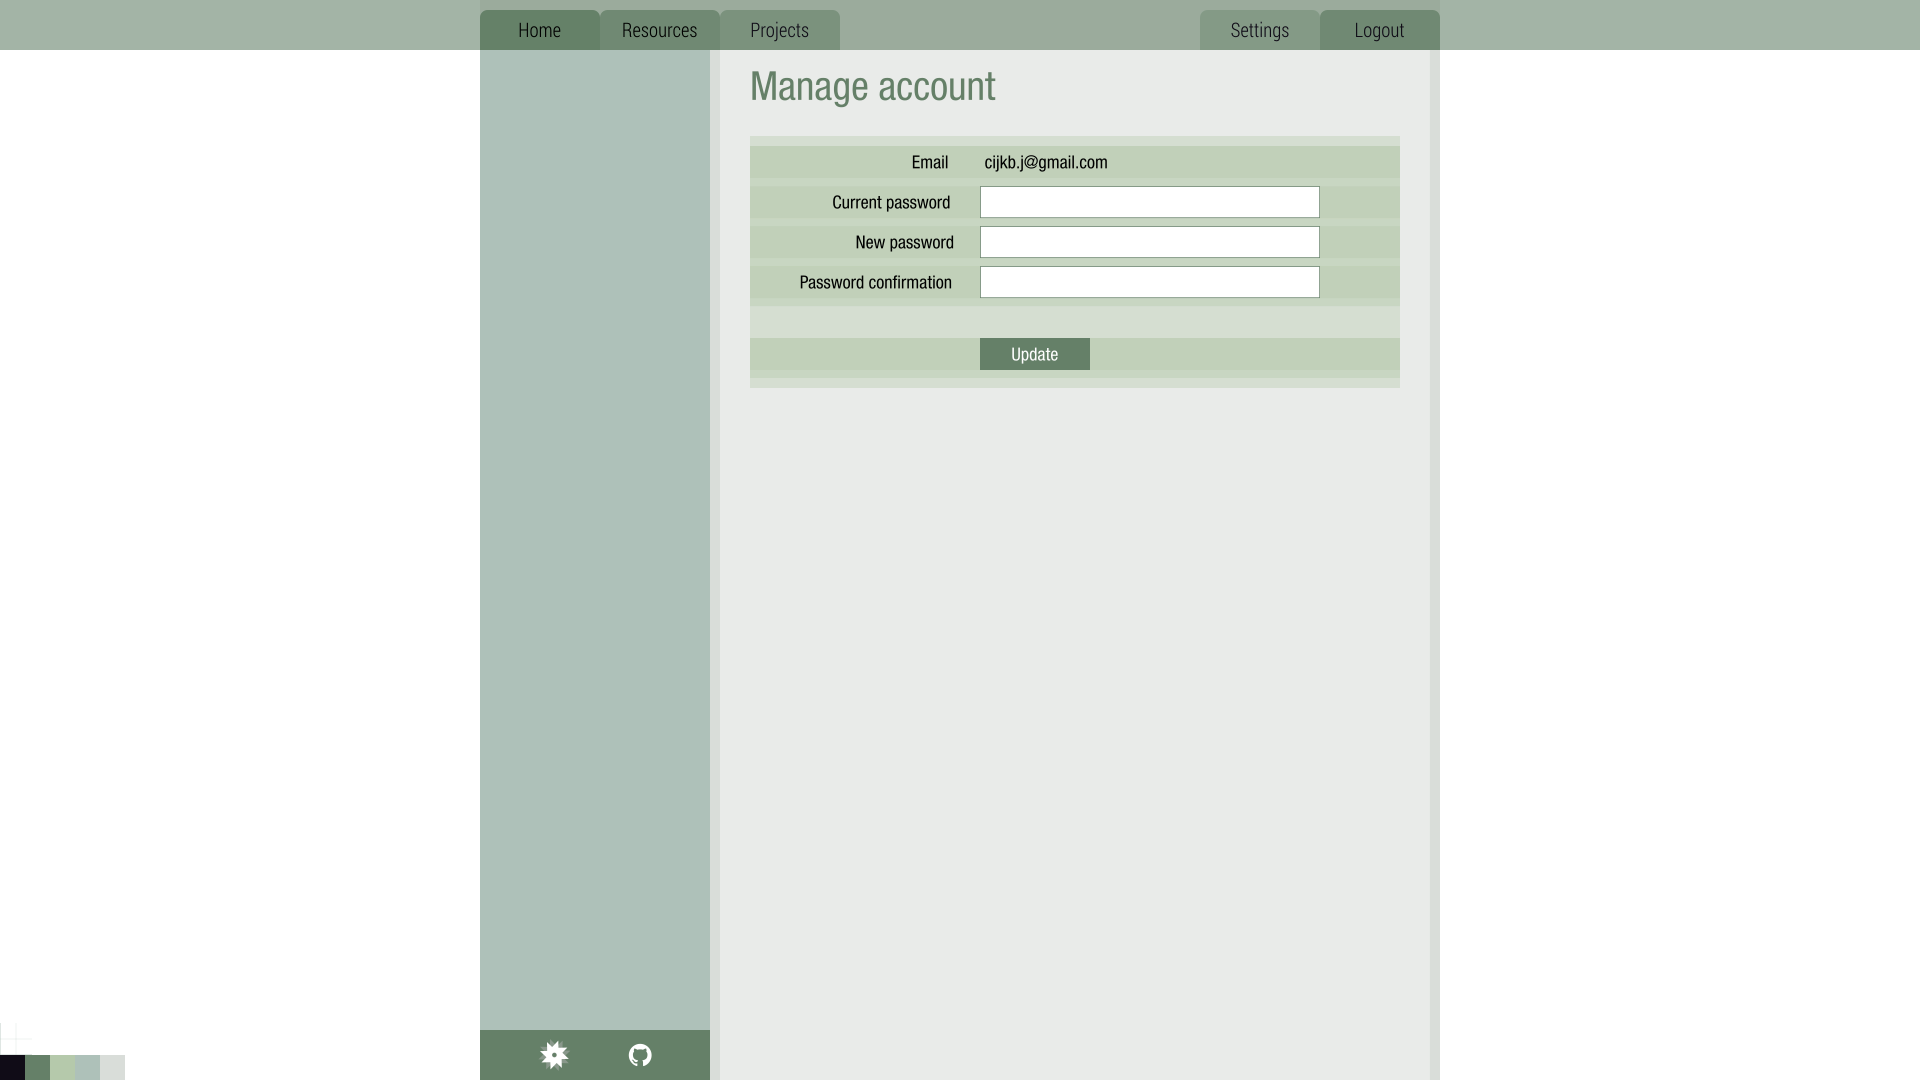 Home Resources Projects Settings Logout
Manage account
Email cijkb.j@gmail.com
Current password
New password
Password confirmation
Update